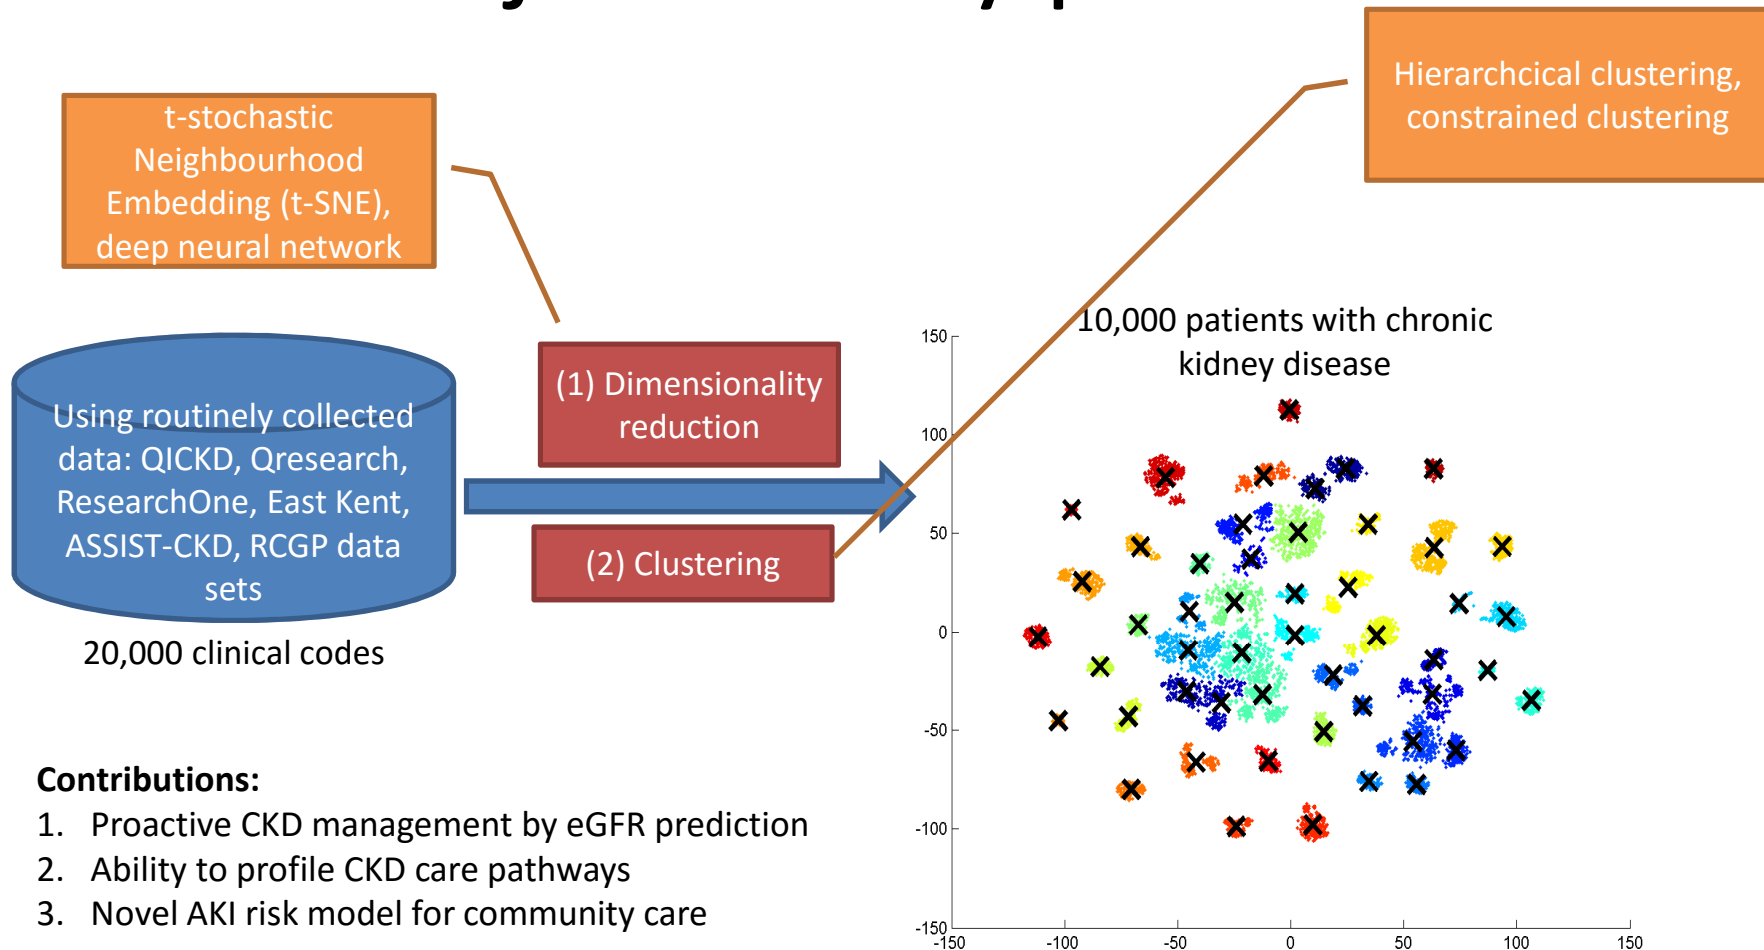 Hierarchcical clustering,
constrained clustering
t-stochastic
Neighbourhood
Embedding (t-SNE),
deep neural network
(1) Dimensionality
reduction
(2) Clustering
Using routinely collected
data: QICKD, Qresearch,
ResearchOne, East Kent,
ASSIST-CKD, RCGP data
sets
20,000 clinical codes
10,000 patients with chronic
kidney disease
150
100
50
0
-50
-100
-150
-150
-100
-50
0
50
100
150
Contributions:
1. Proactive CKD management by eGFR prediction
2. Ability to profile CKD care pathways
3. Novel AKI risk model for community care